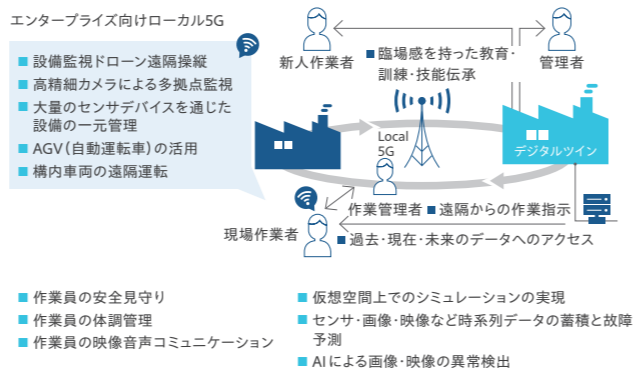 エンタープライズ向けローカル5G
■ 設備監視ドローン遠隔操縦
■ 高精細カメラによる多拠点監視
■ 大量のセンサデバイスを通じた
設備の一元管理
■ AGV(自動運転車)の活用
■ 構内車両の遠隔運転
新人作業者
■ 臨場感を持った教育・
訓練・技能伝承
管理者
Local
5G
デジタルツイン
作業管理者
■ 遠隔からの作業指示
現場作業者
■ 過去・現在・未来のデータへのアクセス
■ 作業員の安全見守り
■ 作業員の体調管理
■ 作業員の映像音声コミュニケーション
■ 仮想空間上でのシミュレーションの実現
■ センサ・画像・映像など時系列データの蓄積と故障
予測
■ AIによる画像・映像の異常検出